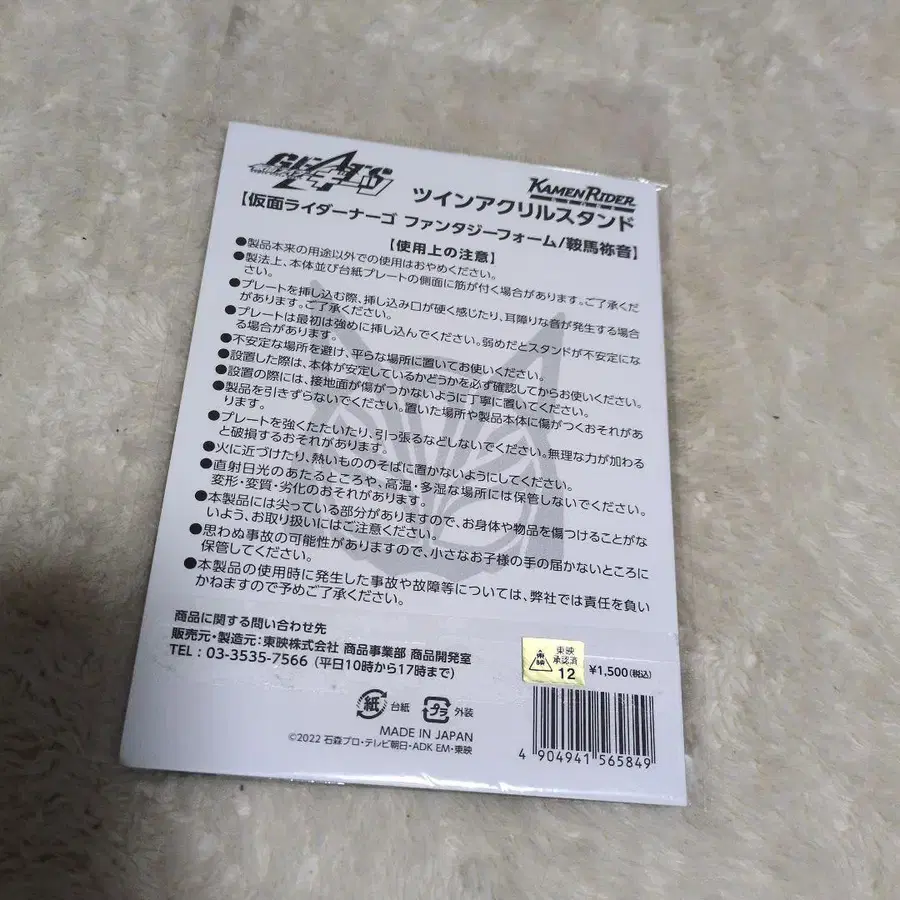 GEATS
KAMEN RIDER
ツインアクリルスタンド
【仮面ライダーナーゴ ファンタジーフォーム/鞍馬祢音】
【使用上の注意】
●製品本来の用途以外での使用はおやめください。
●製法上、本体並び台紙プレートの側面に筋が付く場合があります。ご了承くだ
さい。
●プレートを挿し込む際、挿し込み口が硬く感じたり、耳障りな音が発生する場合
があります。ご了承ください。
●プレートは最初は強めに挿し込んでください。弱めだとスタンドが不安定にな
る場合があります。
●不安定な場所を避け、平らな場所に置いてお使いください。
●設置した際は、本体が安定しているかどうかを必ず確認してからお使いください。
●設置の際には、接地面が傷がつかないように丁寧に置いてください。
●製品を引きずらないでください。置いた場所や製品本体に傷がつくおそれがあ
ります。
●プレートを強くたたいたり、引っ張るなどしないでください。無理な力が加わる
と破損するおそれがあります。
●火に近づけたり、熱いもののそばに置かないようにしてください。
●直射日光のあたるところや、高温・多湿な場所には保管しないでください。
変形・変質・劣化のおそれがあります。
●本製品には尖っている部分がありますので、お身体や物品を傷つけることがな
いよう、お取り扱いにはご注意ください。
●思わぬ事故の可能性がありますので、小さなお子様の手の届かないところに
保管してください。
●本製品の使用時に発生した事故や故障等については、弊社では責任を負い
かねますので予めご了承ください。
商品に関する問い合わせ先
販売元・製造元:東映株式会社 商品事業部 商品開発室
TEL : 03-3535-7566 (平日10時から17時まで)
東映
東映
承認済
12
¥1,500(税込)
紙 台紙 プラ 外装
MADE IN JAPAN
©2022 石森プロ・テレビ朝日・ADK EM・東映
4 904941 565849